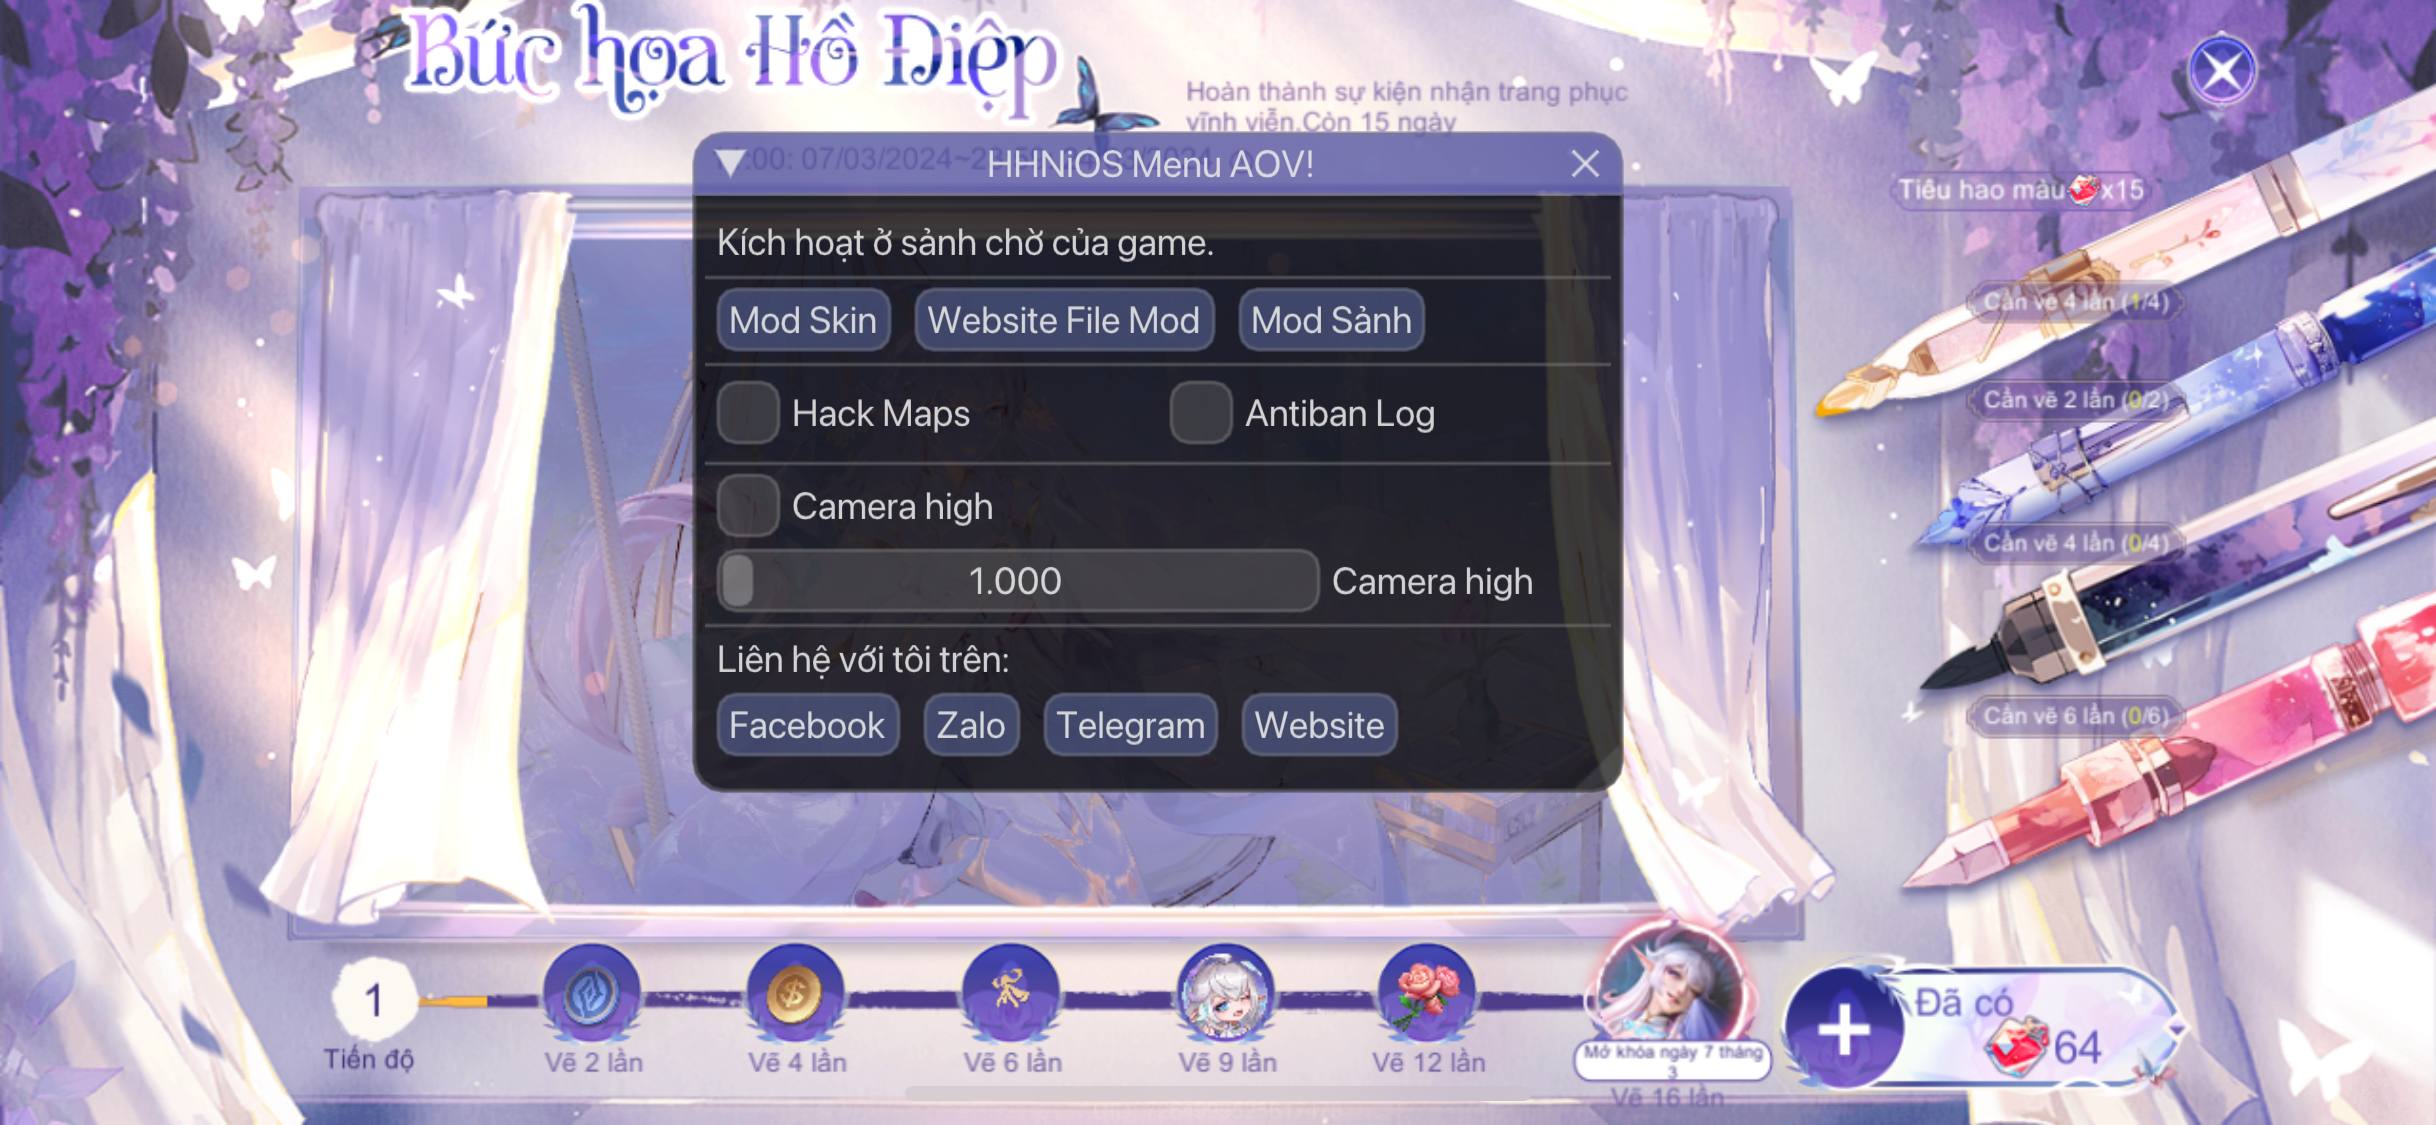 Bức họa Hồ Điệp
Hoàn thành sự kiện nhận trang phục
vĩnh viễn.Còn 15 ngày
:00: 07/03/2024~2
HHNiOS Menu AOV!
Kích hoạt ở sảnh chờ của game.
Mod Skin Website File Mod Mod Sảnh
Hack Maps Antiban Log
Camera high
1.000 Camera high
Liên hệ với tôi trên:
Facebook Zalo Telegram Website
Tiêu hao màu x15
Cần vẽ 4 lần (1/4)
Cần vẽ 2 lần (0/2)
Cần vẽ 4 lần (0/4)
Cần vẽ 6 lần (0/6)
1
Tiến độ
Vẽ 2 lần
Vẽ 4 lần
Vẽ 6 lần
Vẽ 9 lần
Vẽ 12 lần
Mở khóa ngày 7 tháng
3
Vẽ 16 lần
Đã có
64